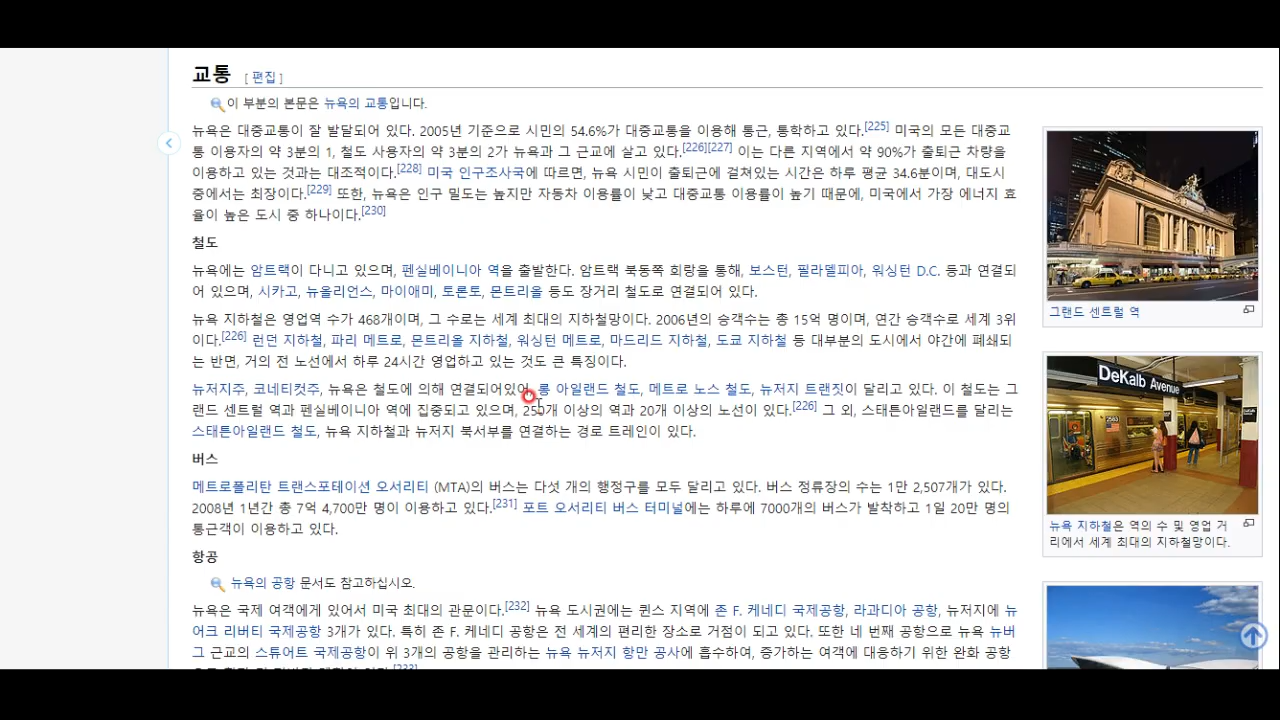 교통 [ 편집 ]
이 부분의 본문은 뉴욕의 교통입니다.
뉴욕은 대중교통이 잘 발달되어 있다. 2005년 기준으로 시민의 54.6%가 대중교통을 이용해 통근, 통학하고 있다.[225] 미국의 모든 대중교
통 이용자의 약 3분의 1, 철도 사용자의 약 3분의 2가 뉴욕과 그 근교에 살고 있다.[226][227] 이는 다른 지역에서 약 90%가 출퇴근 차량을
이용하고 있는 것과는 대조적이다.[228] 미국 인구조사국에 따르면, 뉴욕 시민이 출퇴근에 걸쳐있는 시간은 하루 평균 34.6분이며, 대도시
중에서는 최장이다.[229] 또한, 뉴욕은 인구 밀도는 높지만 자동차 이용률이 낮고 대중교통 이용률이 높기 때문에, 미국에서 가장 에너지 효
율이 높은 도시 중 하나이다.[230]
철도
뉴욕에는 암트랙이 다니고 있으며, 펜실베이니아 역을 출발한다. 암트랙 북동쪽 회랑을 통해, 보스턴, 필라델피아, 워싱턴 D.C. 등과 연결되
어 있으며, 시카고, 뉴올리언스, 마이애미, 토론토, 몬트리올 등도 장거리 철도로 연결되어 있다.
뉴욕 지하철은 영업역 수가 468개이며, 그 수로는 세계 최대의 지하철망이다. 2006년의 승객수는 총 15억 명이며, 연간 승객수로 세계 3위
이다.[226] 런던 지하철, 파리 메트로, 몬트리올 지하철, 워싱턴 메트로, 마드리드 지하철, 도쿄 지하철 등 대부분의 도시에서 야간에 폐쇄되
는 반면, 거의 전 노선에서 하루 24시간 영업하고 있는 것도 큰 특징이다.
뉴저지주, 코네티컷주, 뉴욕은 철도에 의해 연결되어있어, 롱 아일랜드 철도, 메트로 노스 철도, 뉴저지 트랜짓이 달리고 있다. 이 철도는 그
랜드 센트럴 역과 펜실베이니아 역에 집중되고 있으며, 250개 이상의 역과 20개 이상의 노선이 있다.[226] 그 외, 스태튼아일랜드를 달리는
스태튼아일랜드 철도, 뉴욕 지하철과 뉴저지 북서부를 연결하는 경로 트레인이 있다.
버스
메트로폴리탄 트랜스포테이션 오서리티 (MTA)의 버스는 다섯 개의 행정구를 모두 달리고 있다. 버스 정류장의 수는 1만 2,507개가 있다.
2008년 1년간 총 7억 4,700만 명이 이용하고 있다.[231] 포트 오서리티 버스 터미널에는 하루에 7000개의 버스가 발착하고 1일 20만 명의
통근객이 이용하고 있다.
항공
뉴욕의 공항 문서도 참고하십시오.
뉴욕은 국제 여객에게 있어서 미국 최대의 관문이다.[232] 뉴욕 도시권에는 퀸스 지역에 존 F. 케네디 국제공항, 라과디아 공항, 뉴저지에 뉴
어크 리버티 국제공항 3개가 있다. 특히 존 F. 케네디 공항은 전 세계의 편리한 장소로 거점이 되고 있다. 또한 네 번째 공항으로 뉴욕 뉴버
그 근교의 스튜어트 국제공항이 위 3개의 공항을 관리하는 뉴욕 뉴저지 항만 공사에 흡수하여, 증가하는 여객에 대응하기 위한 완화 공항
그랜드 센트럴 역
DeKalb Avenue
뉴욕 지하철은 역의 수 및 영업 거
리에서 세계 최대의 지하철망이다.